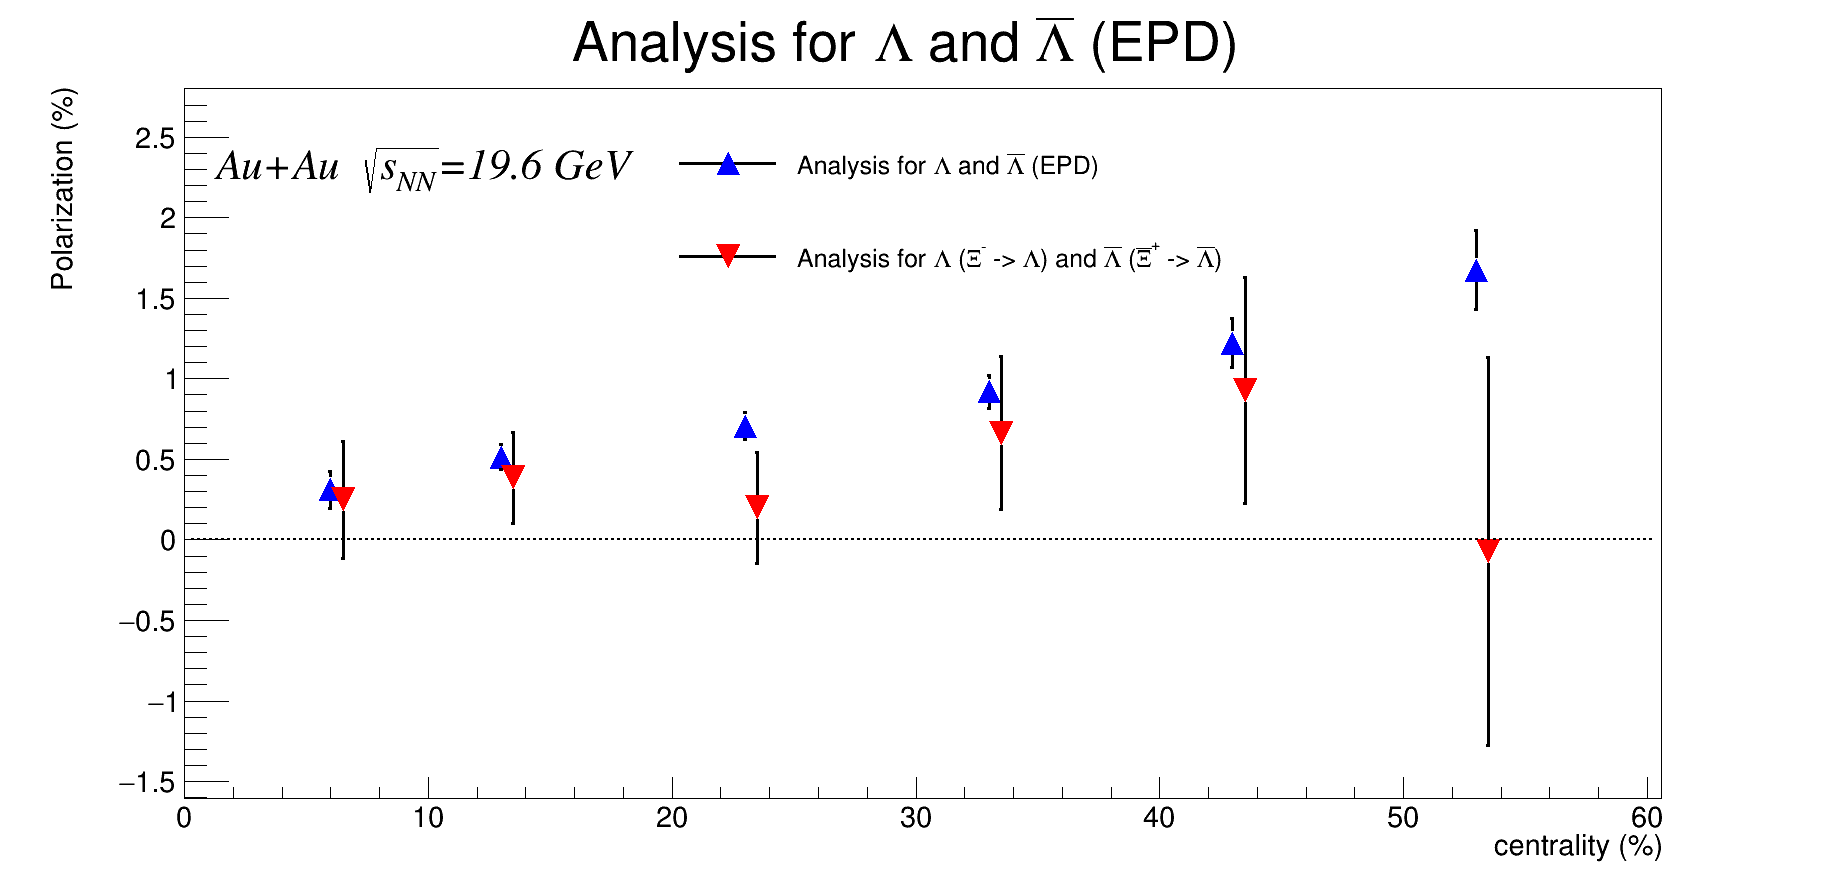 Analysis for Λ and Λ̅ (EPD)
Polarization (%)
Au+Au √sNN=19.6 GeV
Analysis for Λ and Λ̅ (EPD)
Analysis for Λ (Ξ⁻ -> Λ) and Λ̅ (Ξ̅⁺ -> Λ̅)
2.5
2
1.5
1
0.5
0
−0.5
−1
−1.5
0 10 20 30 40 50 60
centrality (%)